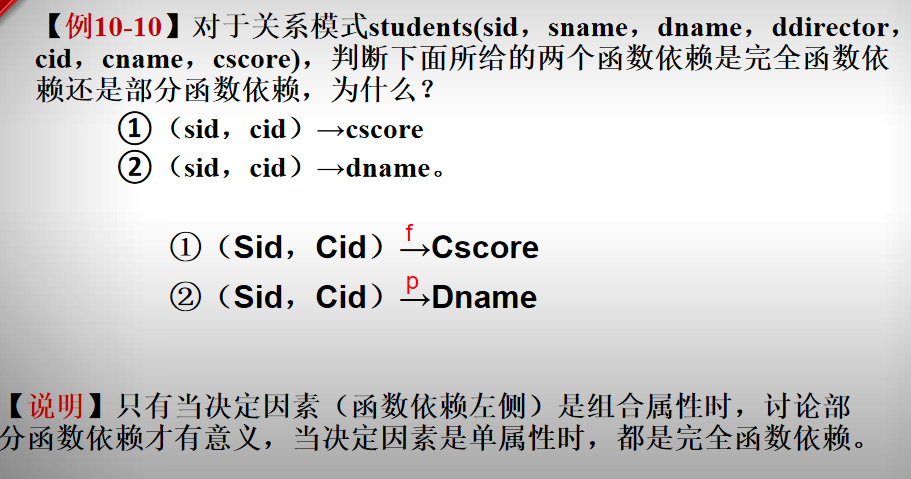 【例10-10】对于关系模式students(sid，sname，dname，ddirector，
cid，cname，cscore)，判断下面所给的两个函数依赖是完全函数依
赖还是部分函数依赖，为什么？
①（sid，cid）→cscore
②（sid，cid）→dname。
①（Sid，Cid）f→Cscore
②（Sid，Cid）p→Dname
【说明】只有当决定因素（函数依赖左侧）是组合属性时，讨论部
分函数依赖才有意义，当决定因素是单属性时，都是完全函数依赖。